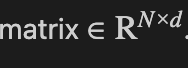 matrix ∈ R^{N×d}.